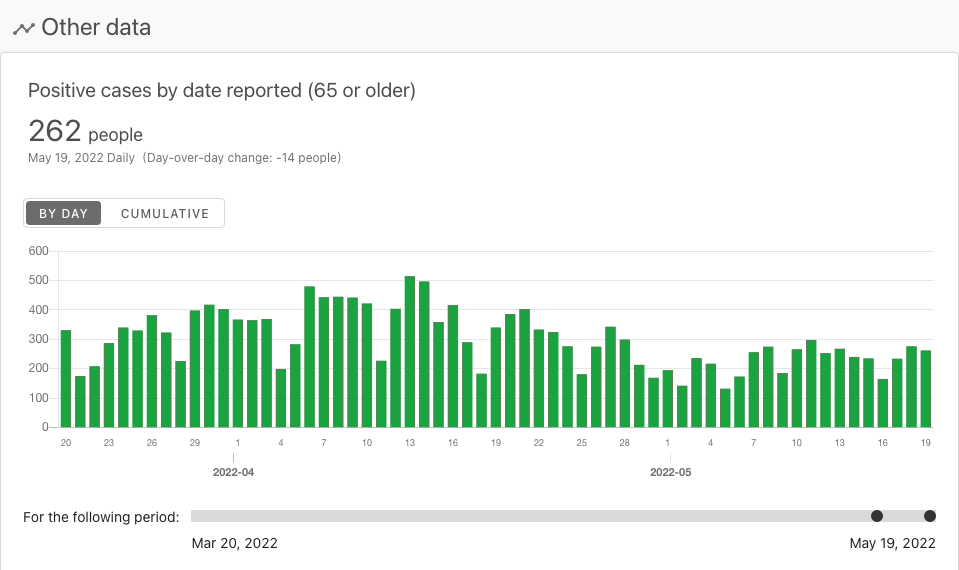 Other data
Positive cases by date reported (65 or older)
262 people
May 19, 2022 Daily (Day-over-day change: -14 people)
BY DAY CUMULATIVE
600
500
400
300
200
100
0
20 23 26 29 1 4 7 10 13 16 19 22 25 28 1 4 7 10 13 16 19
2022-04 2022-05
For the following period:
Mar 20, 2022 May 19, 2022